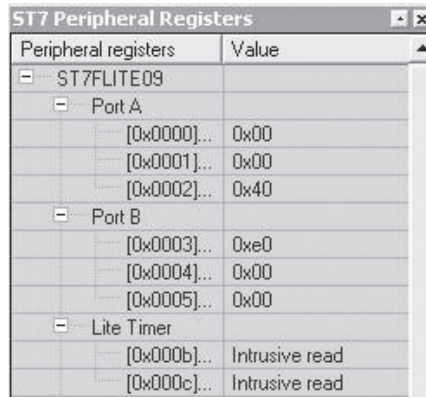 ST7 Peripheral Registers
Peripheral registers Value
ST7FLITE09
Port A
[0x0000]... 0x00
[0x0001]... 0x00
[0x0002]... 0x40
Port B
[0x0003]... 0xe0
[0x0004]... 0x00
[0x0005]... 0x00
Lite Timer
[0x000b]... Intrusive read
[0x000c]... Intrusive read